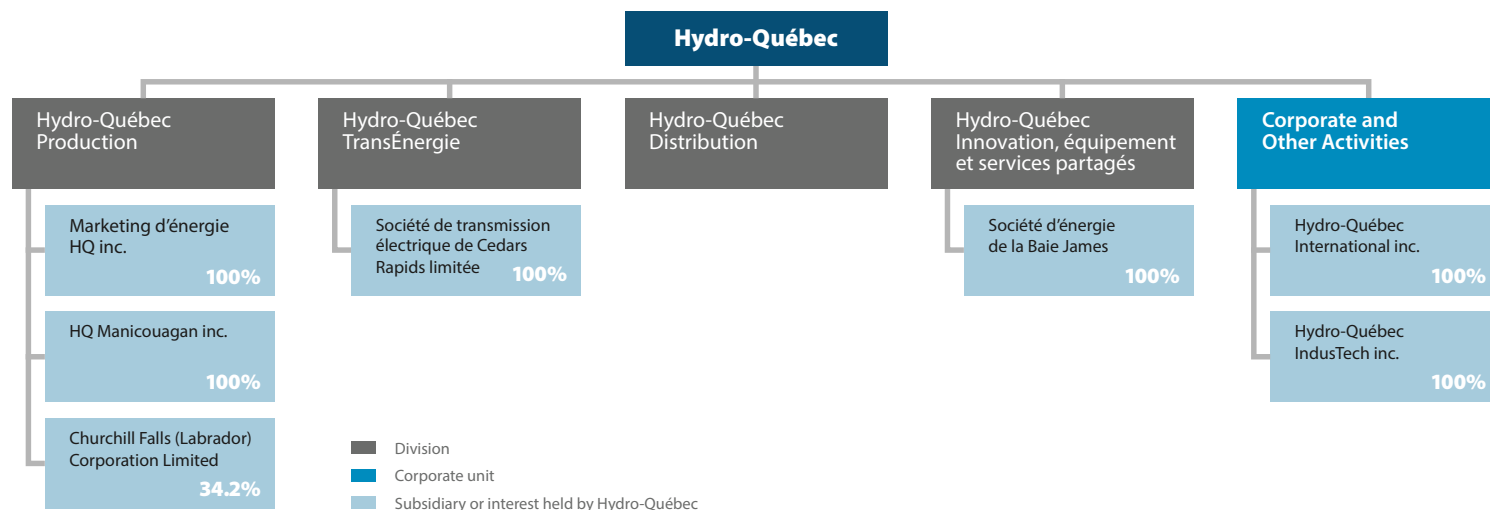 Hydro-Québec
Hydro-Québec
Production
Hydro-Québec
TransÉnergie
Hydro-Québec
Distribution
Hydro-Québec
Innovation, équipement
et services partagés
Corporate and
Other Activities
Marketing d’énergie
HQ inc.
100%
Société de transmission
électrique de Cedars
Rapids limitée 100%
Société d’énergie
de la Baie James
100%
Hydro-Québec
International inc.
100%
HQ Manicouagan inc.
100%
Hydro-Québec
IndusTech inc.
100%
Churchill Falls (Labrador)
Corporation Limited
34.2%
Division
Corporate unit
Subsidiary or interest held by Hydro-Québec